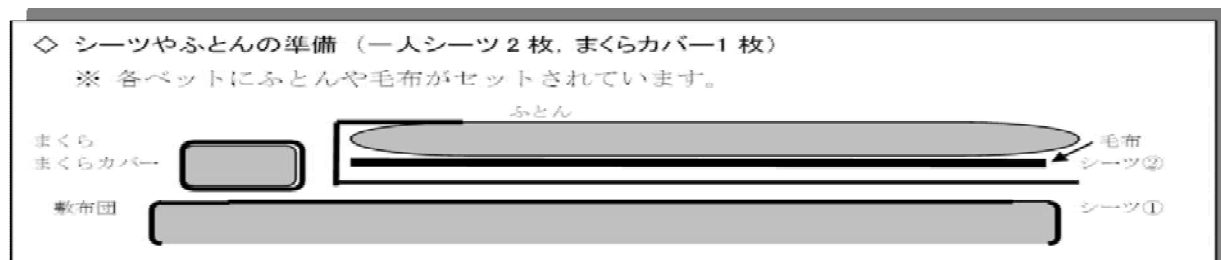 ◇ シーツやふとんの準備（一人シーツ2枚，まくらカバー1枚）
※ 各ベットにふとんや毛布がセットされています。
ふとん
まくら
まくらカバー
毛布
シーツ②
敷布団
シーツ①